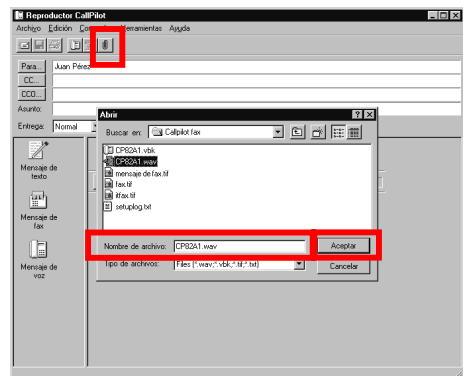 Reproductor CallPilot
Archivo Edición Herramientas Ayuda
Para... Juan Pérez
CC...
CCO...
Asunto:
Entrega: Normal
Mensaje de texto
Mensaje de fax
Mensaje de voz
Abrir
Buscar en: Callpilot fax
CP82A1.vbk
CP82A1.wav
mensaje de fax.tif
fax.tif
itfax.tif
setuplog.txt
Nombre de archivo: CP82A1.wav Aceptar
Tipo de archivos: Files (*.wav;*.vbk;*.tif;*.txt) Cancelar